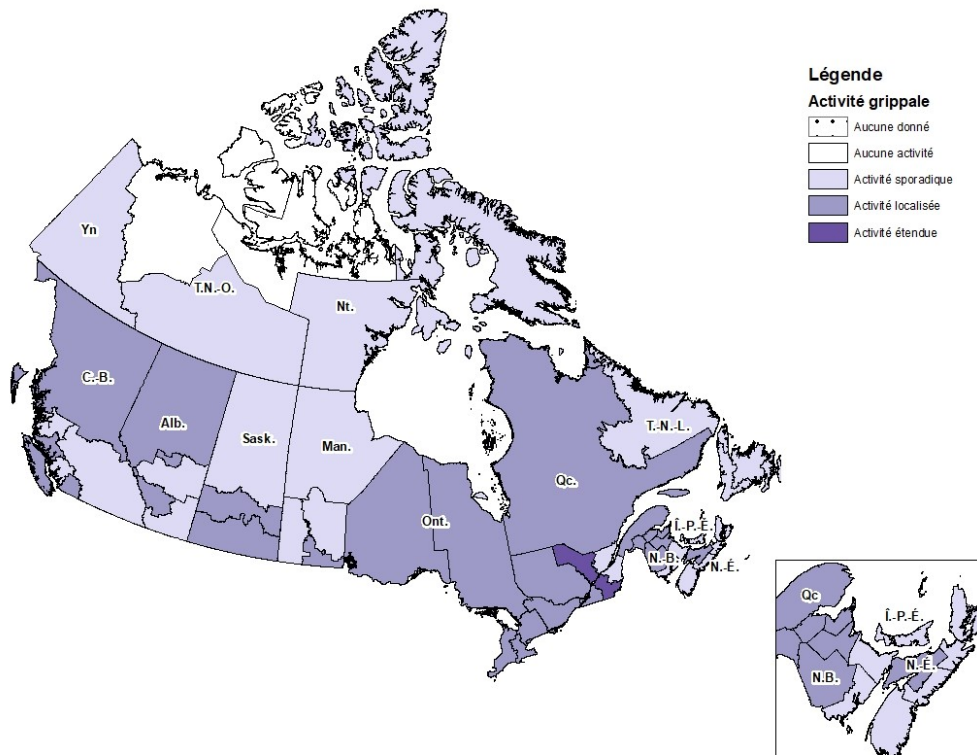 Légende
Activité grippale
Aucune donné
Aucune activité
Activité sporadique
Activité localisée
Activité étendue
Yn
T.N.-O.
Nt.
C.-B.
Alb.
Sask.
Man.
T.-N.-L.
Qc.
Ont.
Î.-P.-É.
N.-B.
N.-É.
Qc
Î.-P.-É.
N.-É.
N.B.